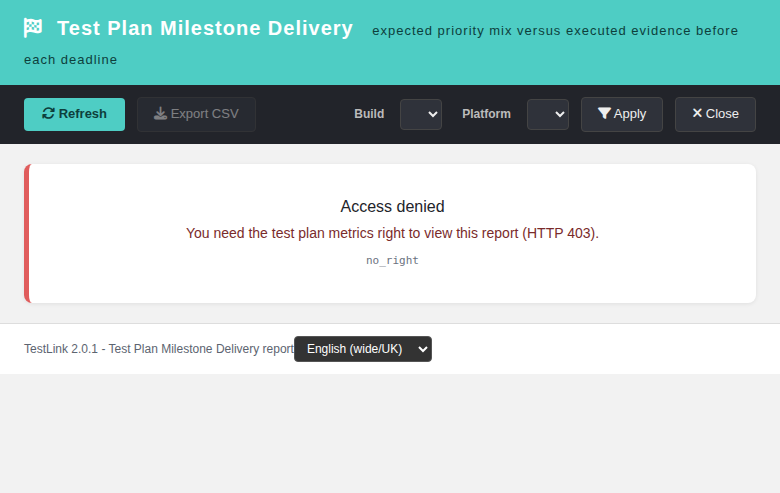 Test Plan Milestone Delivery expected priority mix versus executed evidence before
each deadline
Refresh Export CSV Build Platform Apply Close
Access denied
You need the test plan metrics right to view this report (HTTP 403).
no_right
TestLink 2.0.1 - Test Plan Milestone Delivery report English (wide/UK)